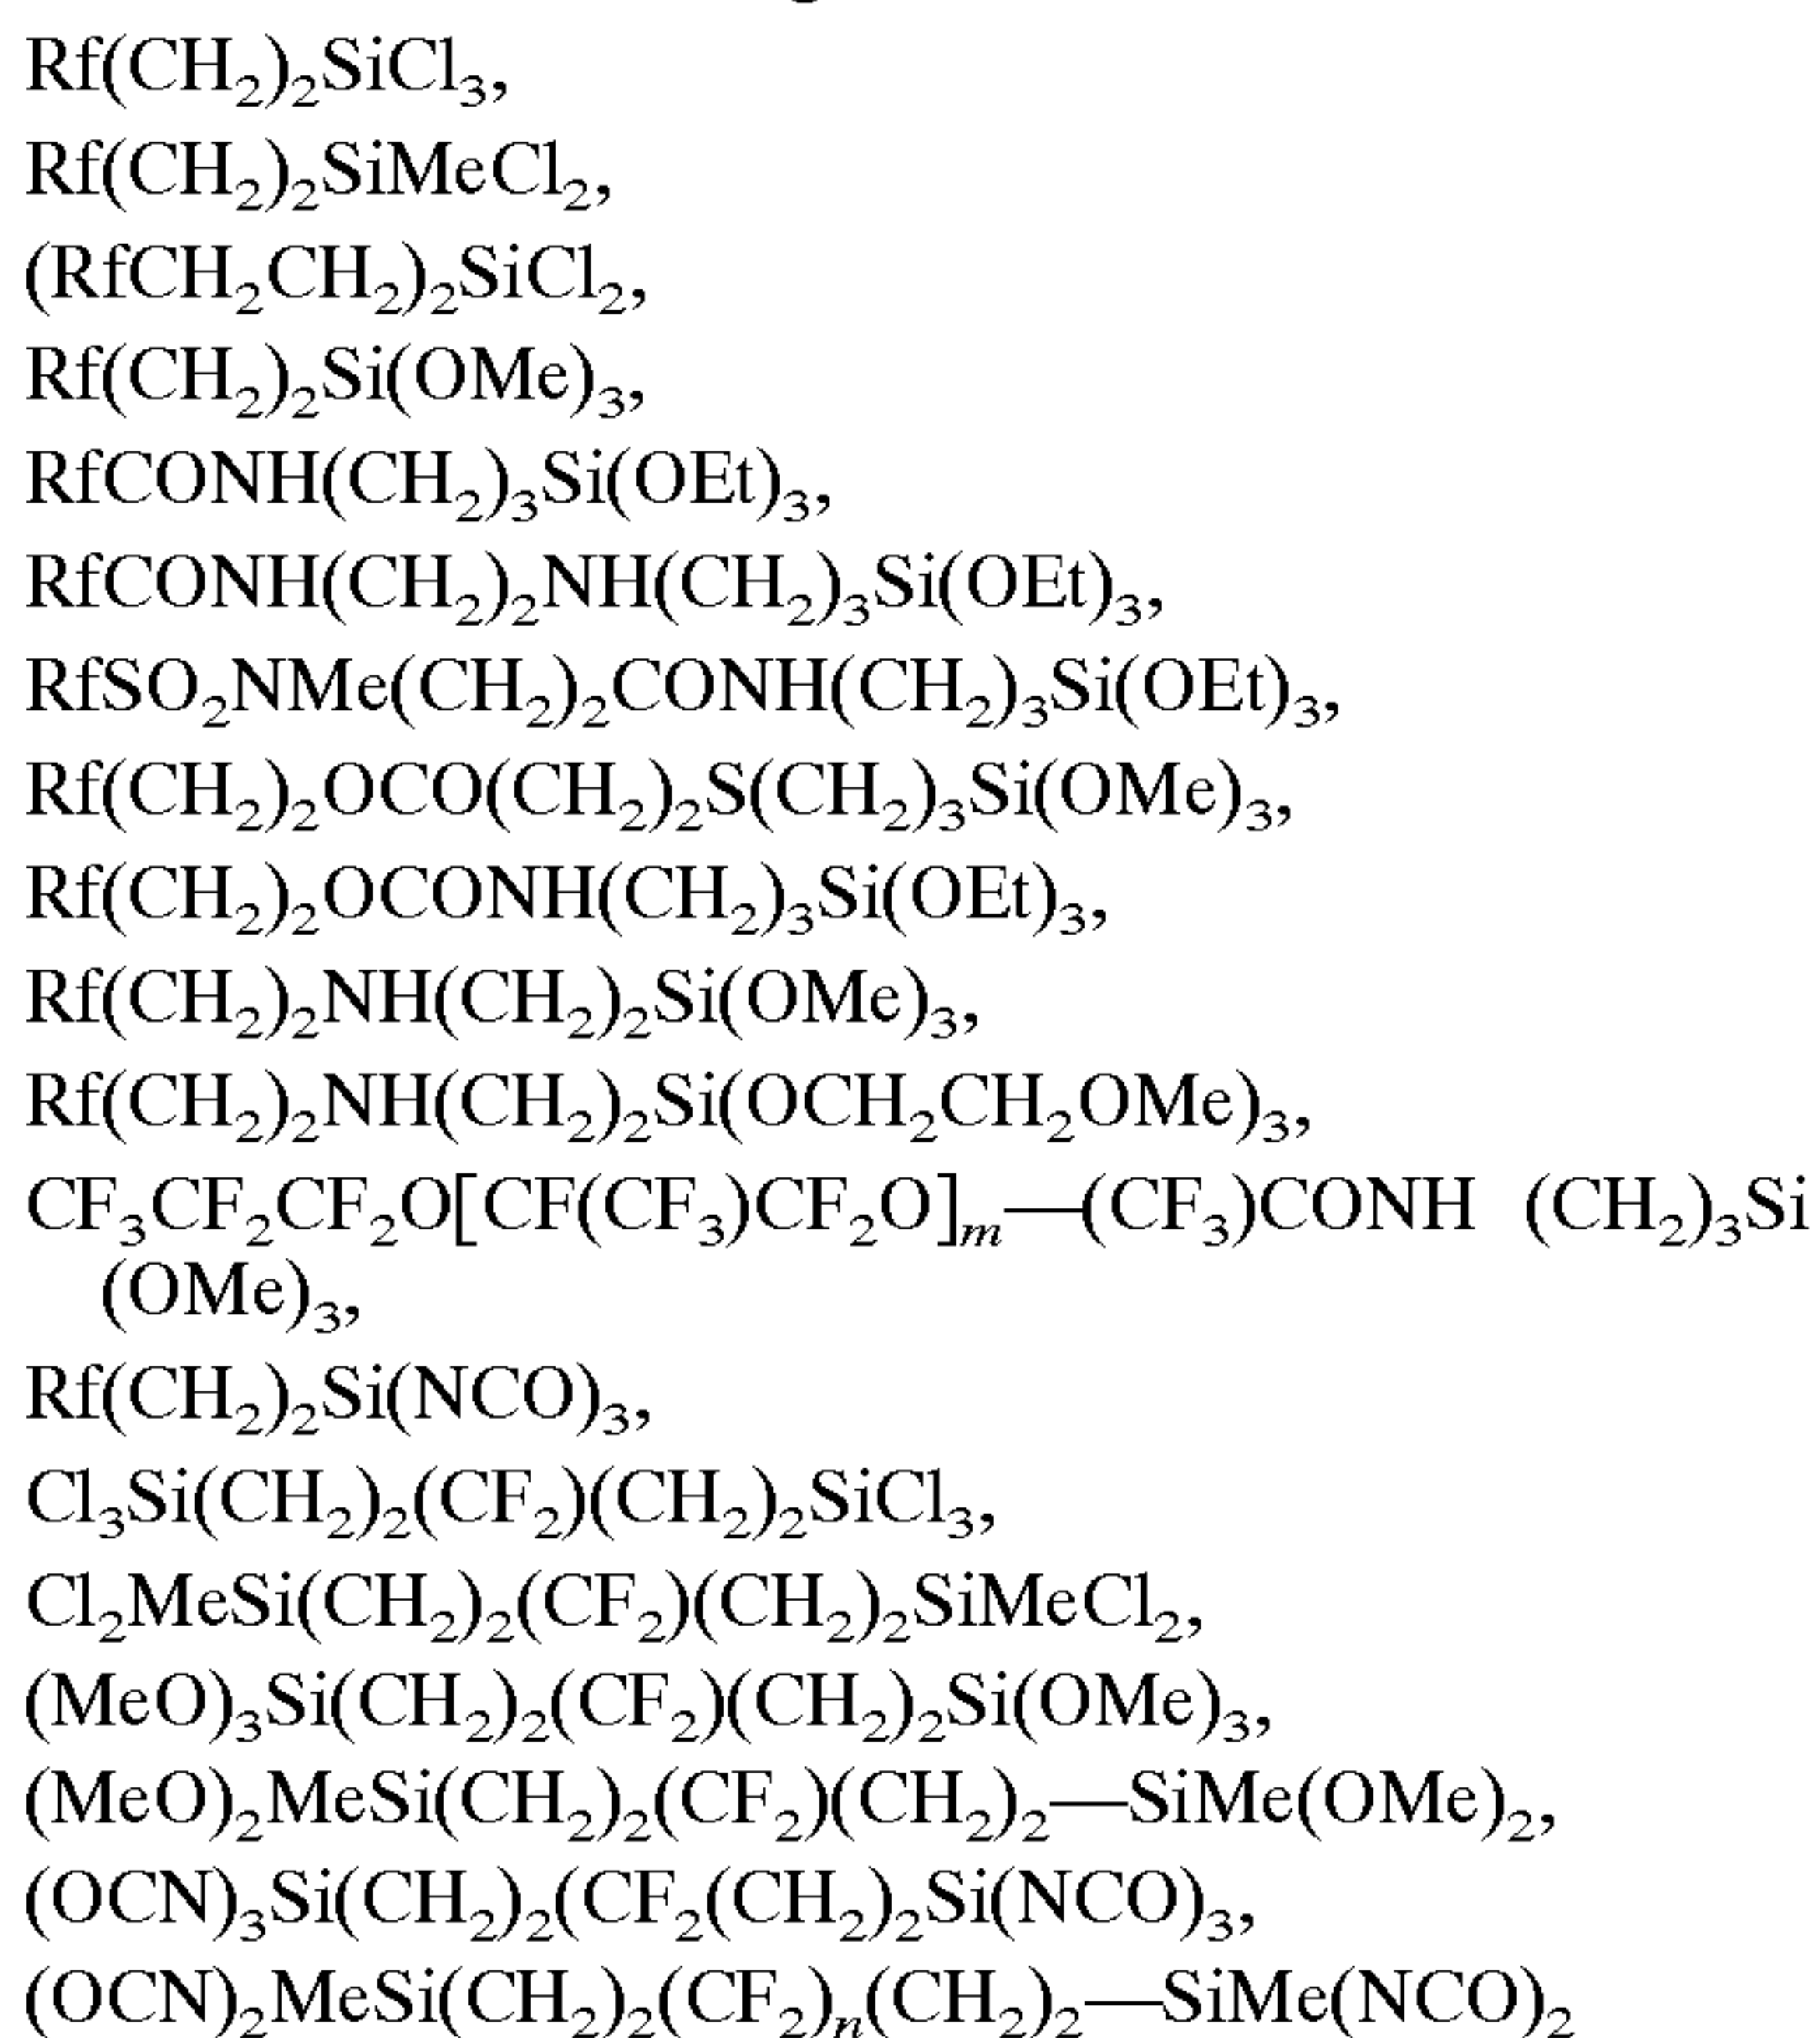 Rf(CH₂)₂SiCl₃,
Rf(CH₂)₂SiMeCl₂,
(RfCH₂CH₂)₂SiCl₂,
Rf(CH₂)₂Si(OMe)₃,
RfCONH(CH₂)₃Si(OEt)₃,
RfCONH(CH₂)₂NH(CH₂)₃Si(OEt)₃,
RfSO₂NMe(CH₂)₂CONH(CH₂)₃Si(OEt)₃,
Rf(CH₂)₂OCO(CH₂)₂S(CH₂)₃Si(OMe)₃,
Rf(CH₂)₂OCONH(CH₂)₃Si(OEt)₃,
Rf(CH₂)₂NH(CH₂)₂Si(OMe)₃,
Rf(CH₂)₂NH(CH₂)₂Si(OCH₂CH₂OMe)₃,
CF₃CF₂CF₂O[CF(CF₃)CF₂O]ₘ—(CF₃)CONH (CH₂)₃Si
(OMe)₃,
Rf(CH₂)₂Si(NCO)₃,
Cl₃Si(CH₂)₂(CF₂)(CH₂)₂SiCl₃,
Cl₂MeSi(CH₂)₂(CF₂)(CH₂)₂SiMeCl₂,
(MeO)₃Si(CH₂)₂(CF₂)(CH₂)₂Si(OMe)₃,
(MeO)₂MeSi(CH₂)₂(CF₂)(CH₂)₂—SiMe(OMe)₂,
(OCN)₃Si(CH₂)₂(CF₂(CH₂)₂Si(NCO)₃,
(OCN)₂MeSi(CH₂)₂(CF₂)ₙ(CH₂)₂—SiMe(NCO)₂